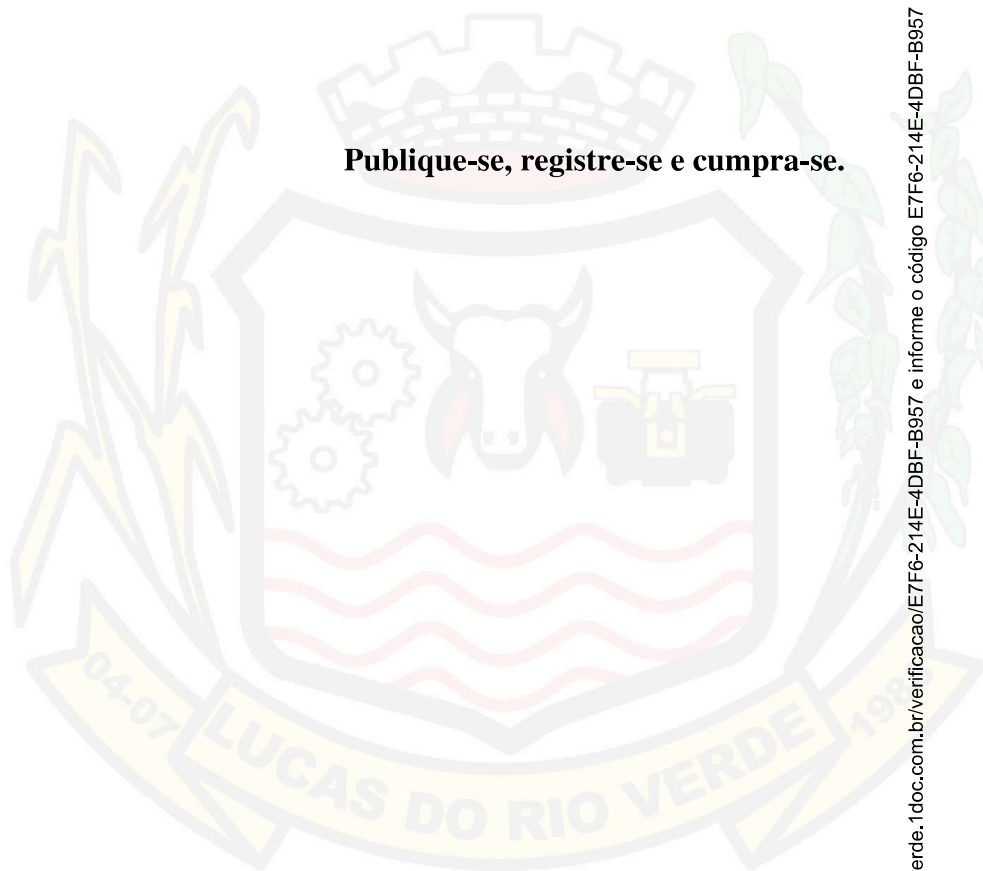 Publique-se, registre-se e cumpra-se.
erde.1doc.com.br/verificacao/E7F6-214E-4DBF-B957 e informe o código E7F6-214E-4DBF-B957
04-07
LUCAS DO RIO VERDE
1988